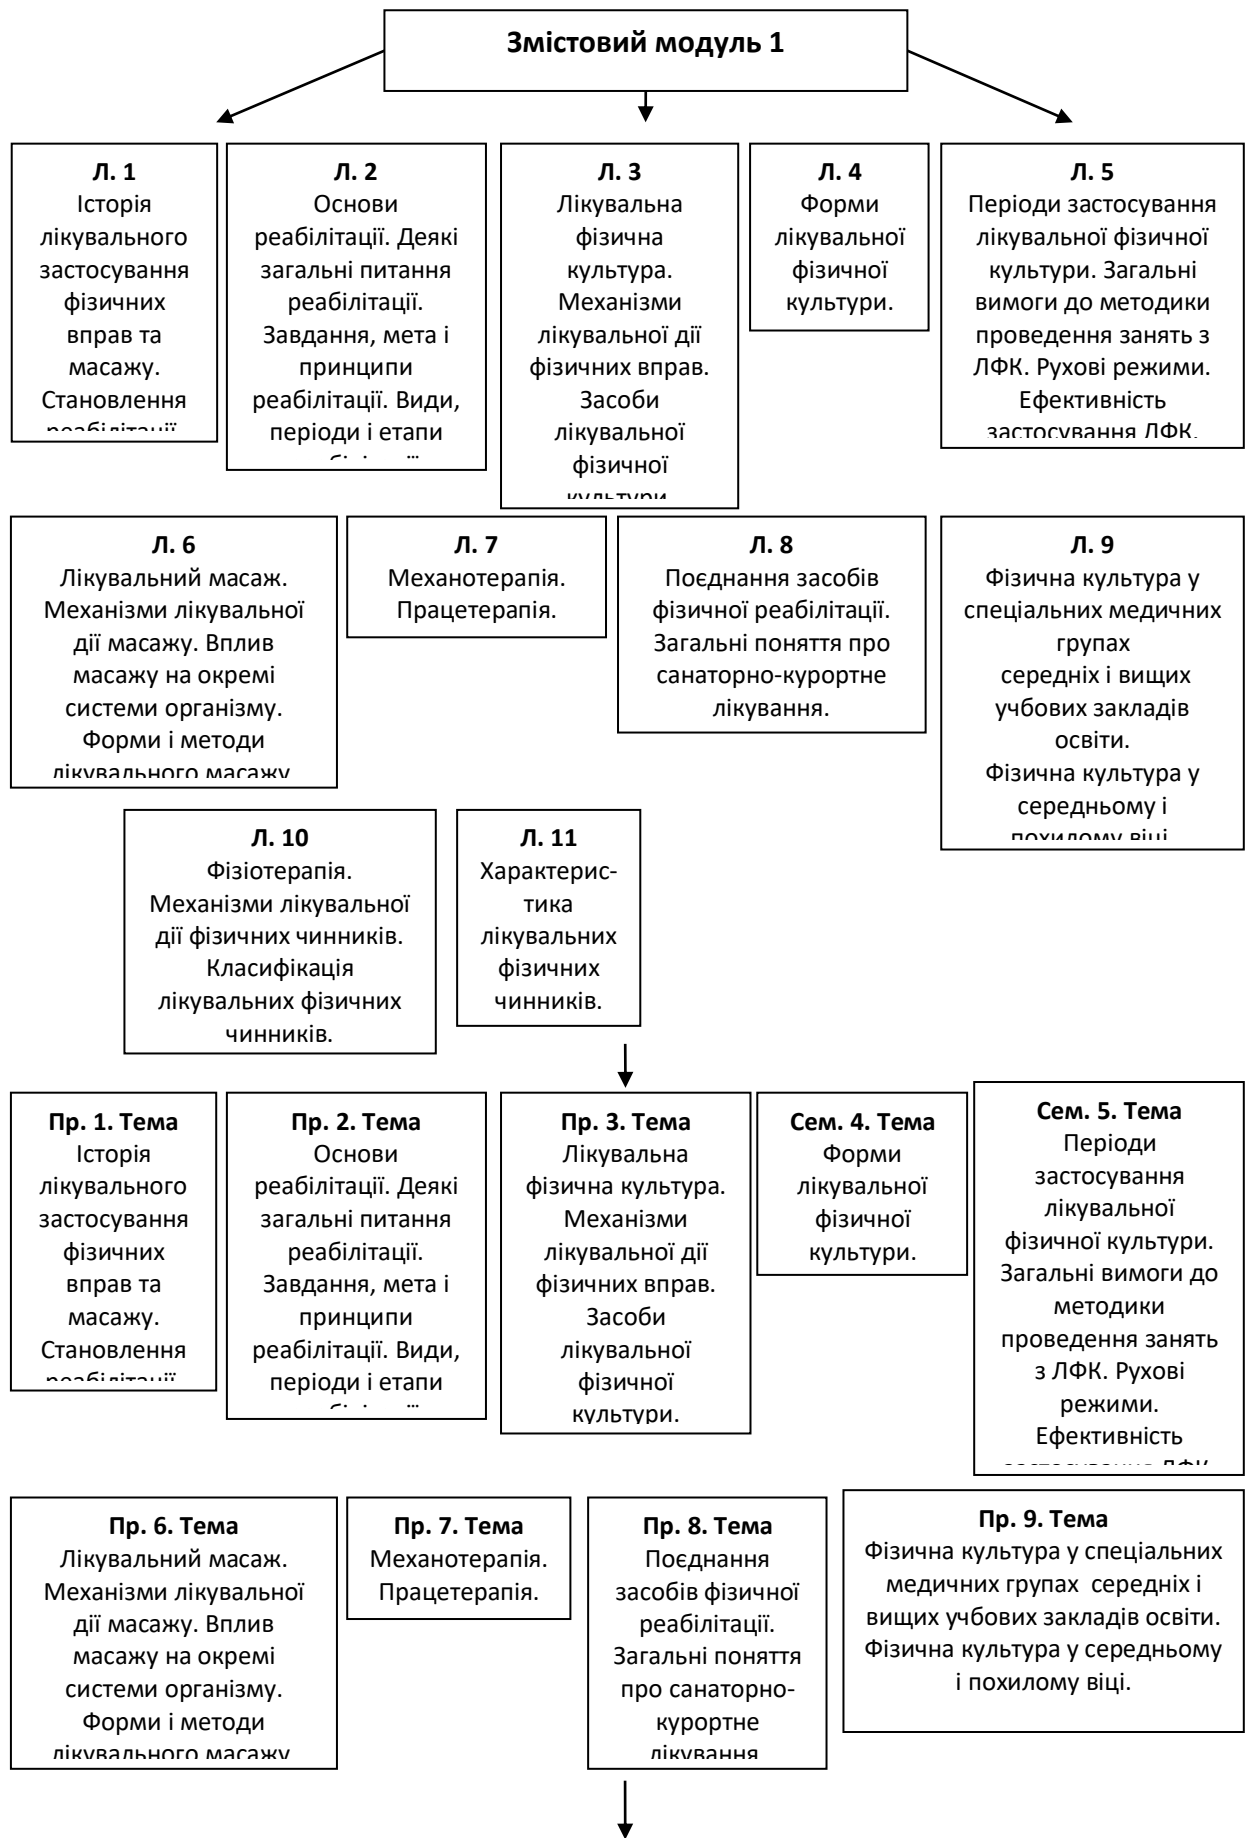 Змістовий модуль 1
Л. 1
Історія
лікувального
застосування
фізичних
вправ та
масажу.
Становлення
реабілітації
Л. 2
Основи
реабілітації. Деякі
загальні питання
реабілітації.
Завдання, мета і
принципи
реабілітації. Види,
періоди і етапи
Л. 3
Лікувальна
фізична
культура.
Механізми
лікувальної дії
фізичних вправ.
Засоби
лікувальної
фізичної
культури
Л. 4
Форми
лікувальної
фізичної
культури.
Л. 5
Періоди застосування
лікувальної фізичної
культури. Загальні
вимоги до методики
проведення занять з
ЛФК. Рухові режими.
Ефективність
застосування ЛФК.
Л. 6
Лікувальний масаж.
Механізми лікувальної
дії масажу. Вплив
масажу на окремі
системи організму.
Форми і методи
лікувального масажу
Л. 7
Механотерапія.
Працетерапія.
Л. 8
Поєднання засобів
фізичної реабілітації.
Загальні поняття про
санаторно-курортне
лікування.
Л. 9
Фізична культура у
спеціальних медичних
групах
середніх і вищих
учбових закладів
освіти.
Фізична культура у
середньому і
похилому віці
Л. 10
Фізіотерапія.
Механізми лікувальної
дії фізичних чинників.
Класифікація
лікувальних фізичних
чинників.
Л. 11
Характерис-
тика
лікувальних
фізичних
чинників.
Пр. 1. Тема
Історія
лікувального
застосування
фізичних
вправ та
масажу.
Становлення
реабілітації
Пр. 2. Тема
Основи
реабілітації. Деякі
загальні питання
реабілітації.
Завдання, мета і
принципи
реабілітації. Види,
періоди і етапи
Пр. 3. Тема
Лікувальна
фізична культура.
Механізми
лікувальної дії
фізичних вправ.
Засоби
лікувальної
фізичної
культури.
Сем. 4. Тема
Форми
лікувальної
фізичної
культури.
Сем. 5. Тема
Періоди
застосування
лікувальної
фізичної культури.
Загальні вимоги до
методики
проведення занять
з ЛФК. Рухові
режими.
Ефективність
застосування ЛФК
Пр. 6. Тема
Лікувальний масаж.
Механізми лікувальної
дії масажу. Вплив
масажу на окремі
системи організму.
Форми і методи
лікувального масажу
Пр. 7. Тема
Механотерапія.
Працетерапія.
Пр. 8. Тема
Поєднання
засобів фізичної
реабілітації.
Загальні поняття
про санаторно-
курортне
лікування
Пр. 9. Тема
Фізична культура у спеціальних
медичних групах  середніх і
вищих учбових закладів освіти.
Фізична культура у середньому
і похилому віці.